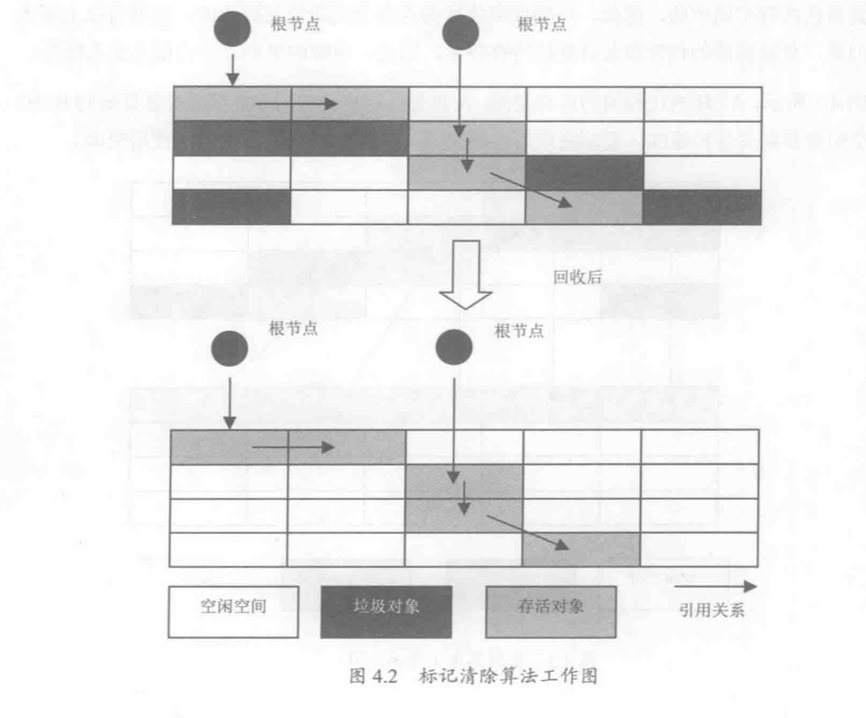 根节点
根节点
回收后
根节点
根节点
空闲空间
垃圾对象
存活对象
引用关系
图 4.2 标记清除算法工作图